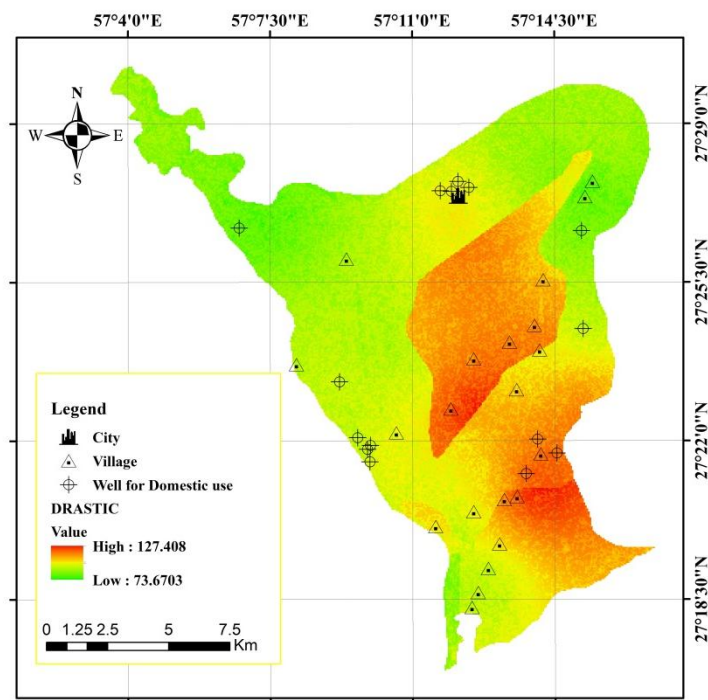 57°4'0"E 57°7'30"E 57°11'0"E 57°14'30"E
N
W E
S
27°29'0"N
27°25'30"N
27°22'0"N
27°18'30"N
Legend
City
Village
Well for Domestic use
DRASTIC
Value
High : 127.408
Low : 73.6703
0 1.25 2.5 5 7.5
Km